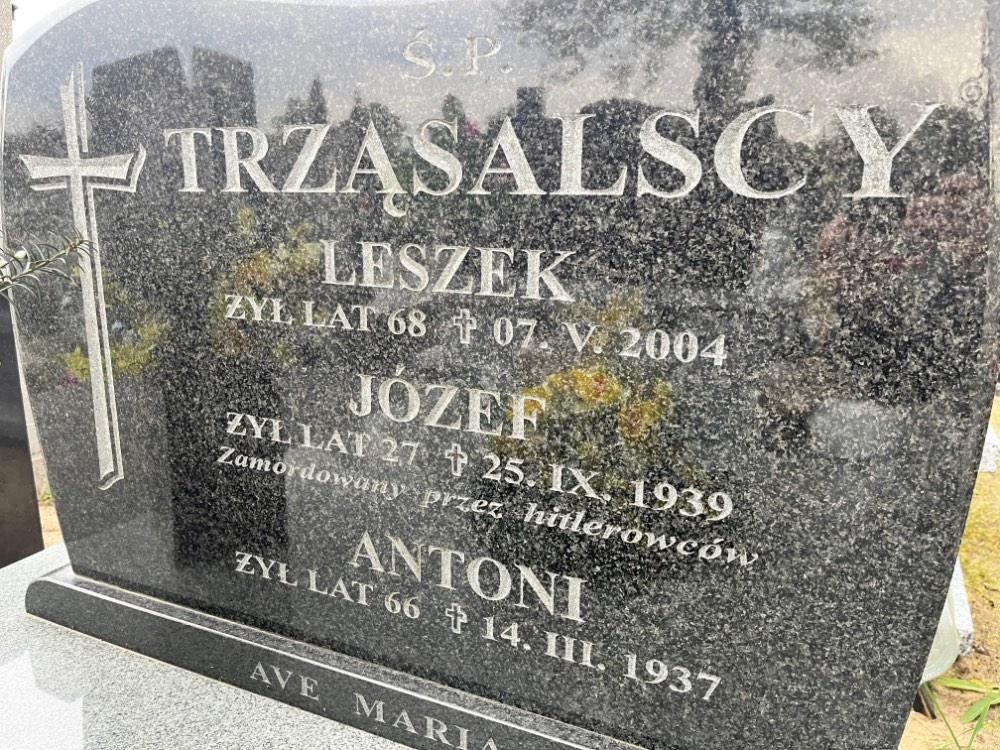 Ś.P.
TRZĄSALSCY
LESZEK
ŻYŁ LAT 68 ✝ 07. V. 2004
JÓZEF
ŻYŁ LAT 27 ✝ 25. IX. 1939
Zamordowany przez hitlerowców
ANTONI
ŻYŁ LAT 66 ✝ 14. III. 1937
AVE MARIA